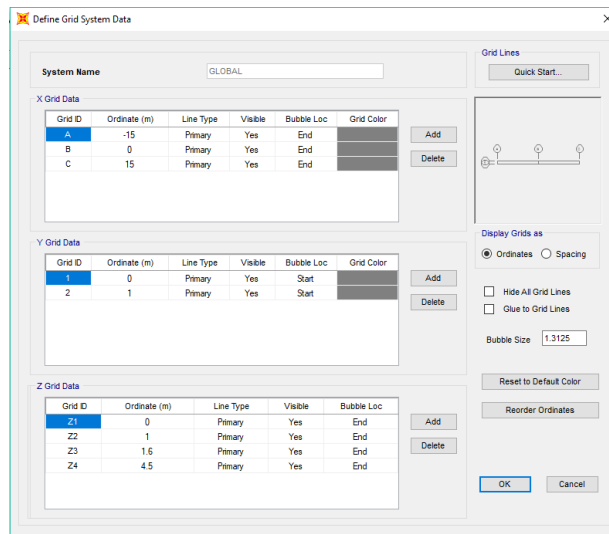 Define Grid System Data
System Name GLOBAL
Grid Lines
Quick Start...
X Grid Data
Grid ID Ordinate (m) Line Type Visible Bubble Loc Grid Color
A -15 Primary Yes End
B 0 Primary Yes End
C 15 Primary Yes End
Add
Delete
Y Grid Data
Grid ID Ordinate (m) Line Type Visible Bubble Loc Grid Color
1 0 Primary Yes Start
2 1 Primary Yes Start
Add
Delete
Display Grids as
Ordinates Spacing
Hide All Grid Lines
Glue to Grid Lines
Bubble Size 1.3125
Z Grid Data
Grid ID Ordinate (m) Line Type Visible Bubble Loc
Z1 0 Primary Yes End
Z2 1 Primary Yes End
Z3 1.6 Primary Yes End
Z4 4.5 Primary Yes End
Add
Delete
Reset to Default Color
Reorder Ordinates
OK Cancel